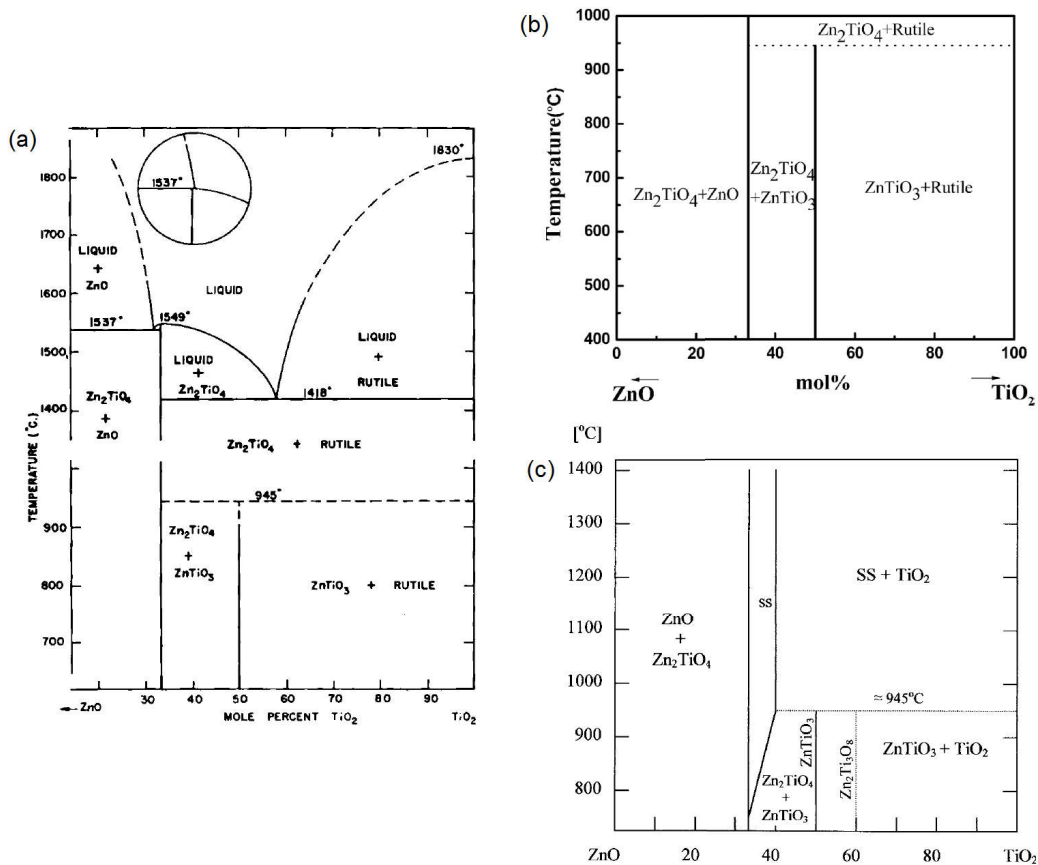 (a)
1830°
1800
1537°
1700
LIQUID
+
ZnO
LIQUID
1600
1537°
1549°
1500
LIQUID
+
Zn₂TiO₄
LIQUID
+
RUTILE
1418°
1400
Zn₂TiO₄
+
ZnO
Zn₂TiO₄ + RUTILE
TEMPERATURE (°C.)
945°
900
Zn₂TiO₄
+
ZnTiO₃
800
ZnTiO₃ + RUTILE
700
20 30 40 50 60 70 80 90
←ZnO MOLE PERCENT TiO₂ TiO₂
(b)
1000
Zn₂TiO₄+Rutile
900
800
Temperature(°C)
700
Zn₂TiO₄+ZnO
Zn₂TiO₄
+ZnTiO₃
ZnTiO₃+Rutile
600
500
400
0 20 40 60 80 100
← mol% →
ZnO TiO₂
(c)
[°C]
1400
1300
1200
SS
SS + TiO₂
1100
ZnO
+
Zn₂TiO₄
1000
≈945°C
900
ZnTiO₃
Zn₂Ti₃O₈
ZnTiO₃ + TiO₂
Zn₂TiO₄
+
ZnTiO₃
800
ZnO 20 40 60 80 TiO₂